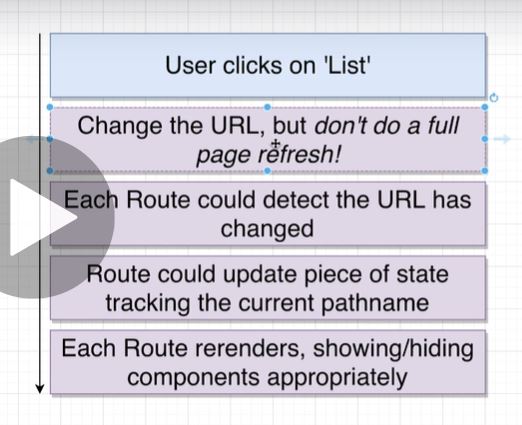 User clicks on 'List'
Change the URL, but don't do a full
page refresh!
Each Route could detect the URL has
changed
Route could update piece of state
tracking the current pathname
Each Route rerenders, showing/hiding
components appropriately